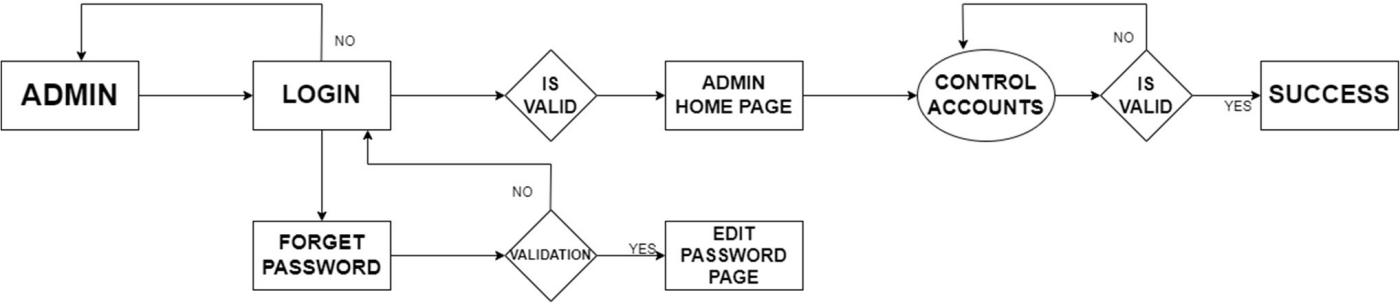 NO
NO
ADMIN
LOGIN
IS
VALID
ADMIN
HOME PAGE
CONTROL
ACCOUNTS
IS
VALID
YES
SUCCESS
NO
FORGET
PASSWORD
VALIDATION
YES
EDIT
PASSWORD
PAGE